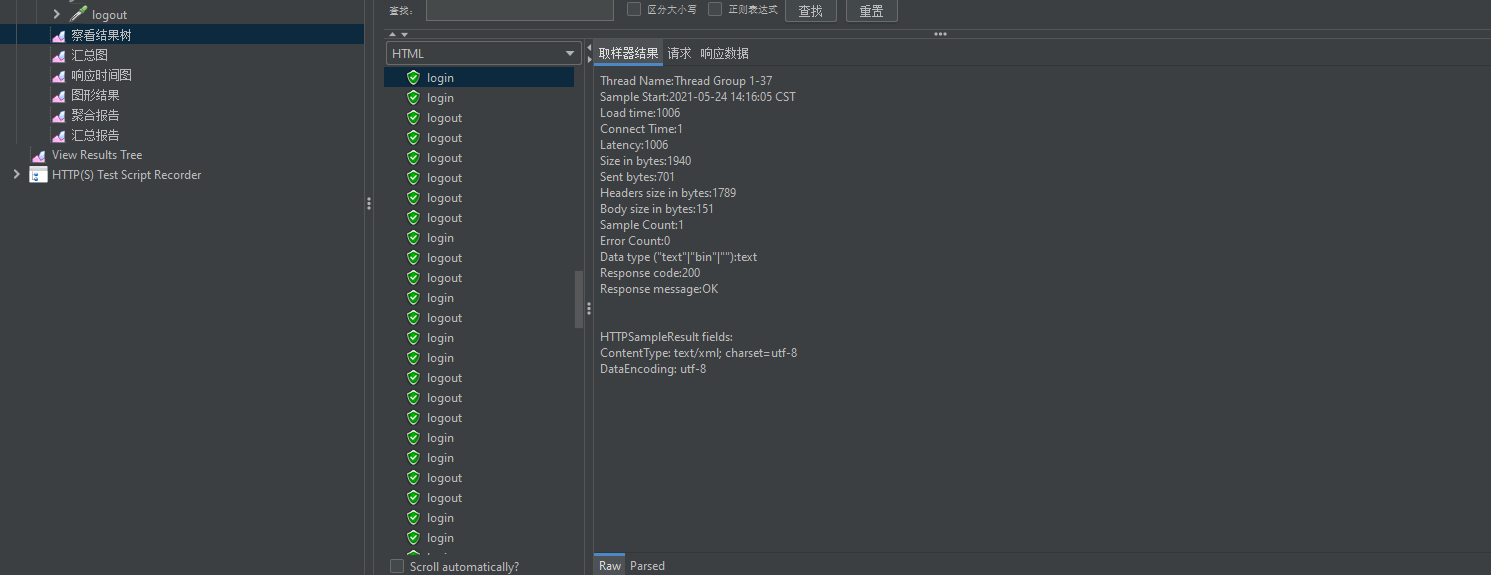 logout
察看结果树
汇总图
响应时间图
图形结果
聚合报告
汇总报告
View Results Tree
HTTP(S) Test Script Recorder
查找:
区分大小写
正则表达式
查找
重置
HTML
login
login
logout
logout
logout
logout
logout
logout
login
logout
logout
login
logout
login
login
logout
logout
logout
login
login
logout
logout
login
login
Scroll automatically?
取样器结果 请求 响应数据
Thread Name:Thread Group 1-37
Sample Start:2021-05-24 14:16:05 CST
Load time:1006
Connect Time:1
Latency:1006
Size in bytes:1940
Sent bytes:701
Headers size in bytes:1789
Body size in bytes:151
Sample Count:1
Error Count:0
Data type ("text"|"bin"|""):text
Response code:200
Response message:OK
HTTPSampleResult fields:
ContentType: text/xml; charset=utf-8
DataEncoding: utf-8
Raw Parsed